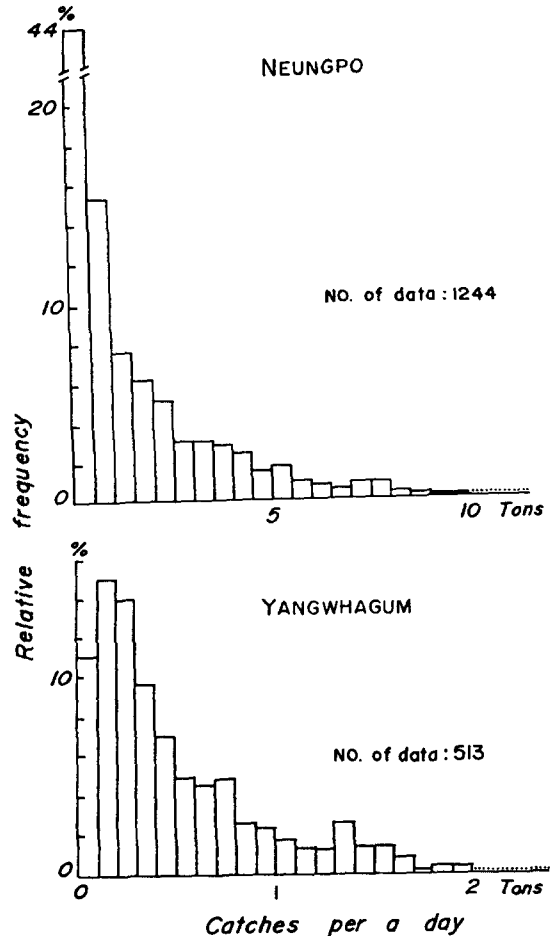 %
44
NEUNGPO
20
NO. of data : 1244
10
0
5
10 Tons
Relative frequency
%
YANGWHAGUM
10
NO. of data : 513
0
0
1
2 Tons
Catches per a day